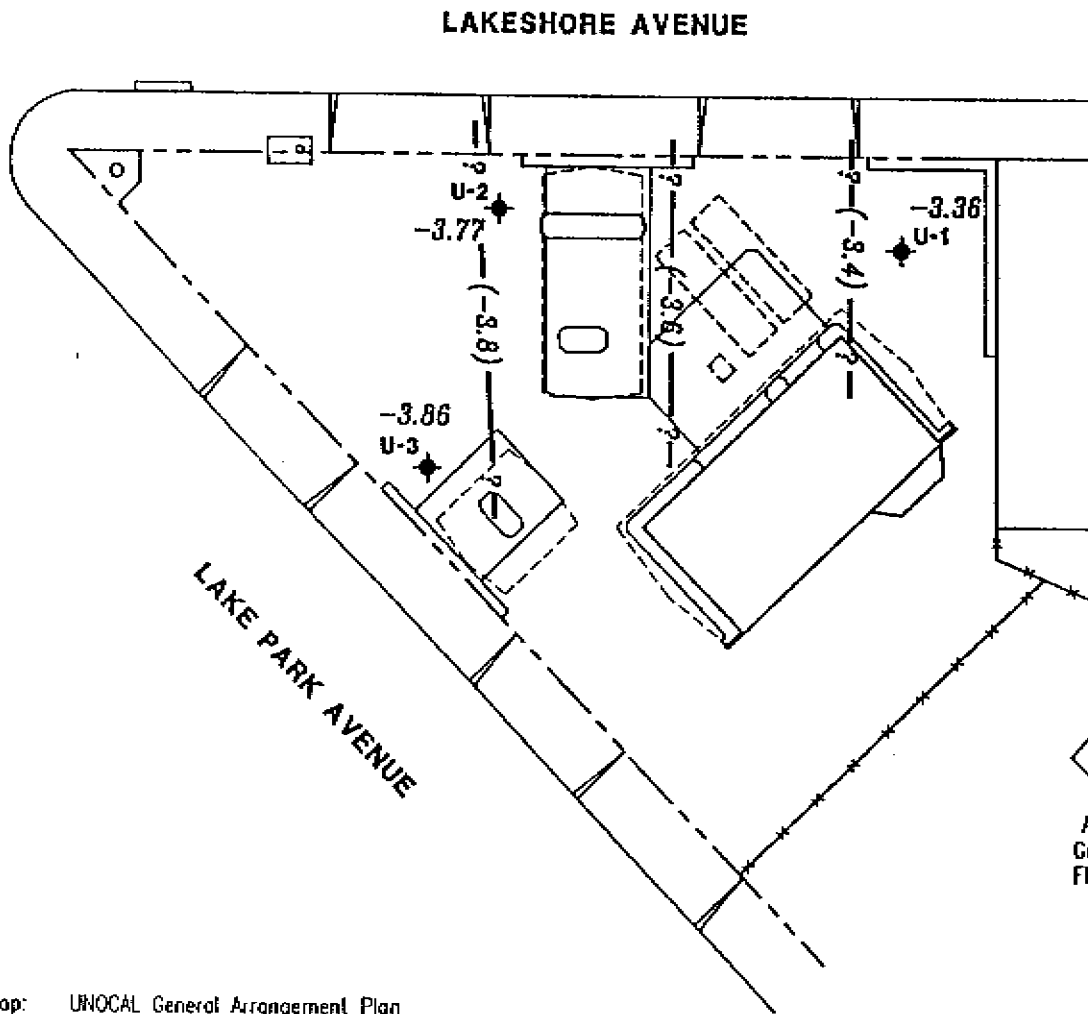 LAKESHORE AVENUE
?
?
?
U-2
-3.77
-3.36
U-1
(-3.4)
(-3.6)
(-3.8)
?
-3.86
U-3
?
?
LAKE PARK AVENUE
UNOCAL General Arrangement Plan